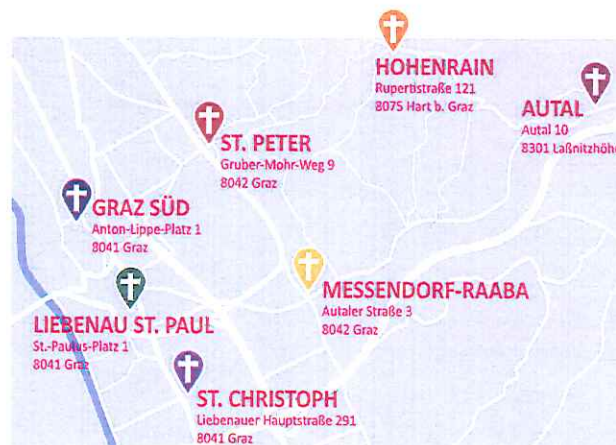 HOHENRAIN
Rupertistraße 121
8075 Hart b. Graz
AUTAL
Autal 10
8301 Laßnitzhöhe
ST. PETER
Gruber-Mohr-Weg 9
8042 Graz
GRAZ SÜD
Anton-Lippe-Platz 1
8041 Graz
MESSENDORF-RAABA
Autaler Straße 3
8042 Graz
LIEBENAU ST. PAUL
St.-Paulus-Platz 1
8041 Graz
ST. CHRISTOPH
Liebenauer Hauptstraße 291
8041 Graz